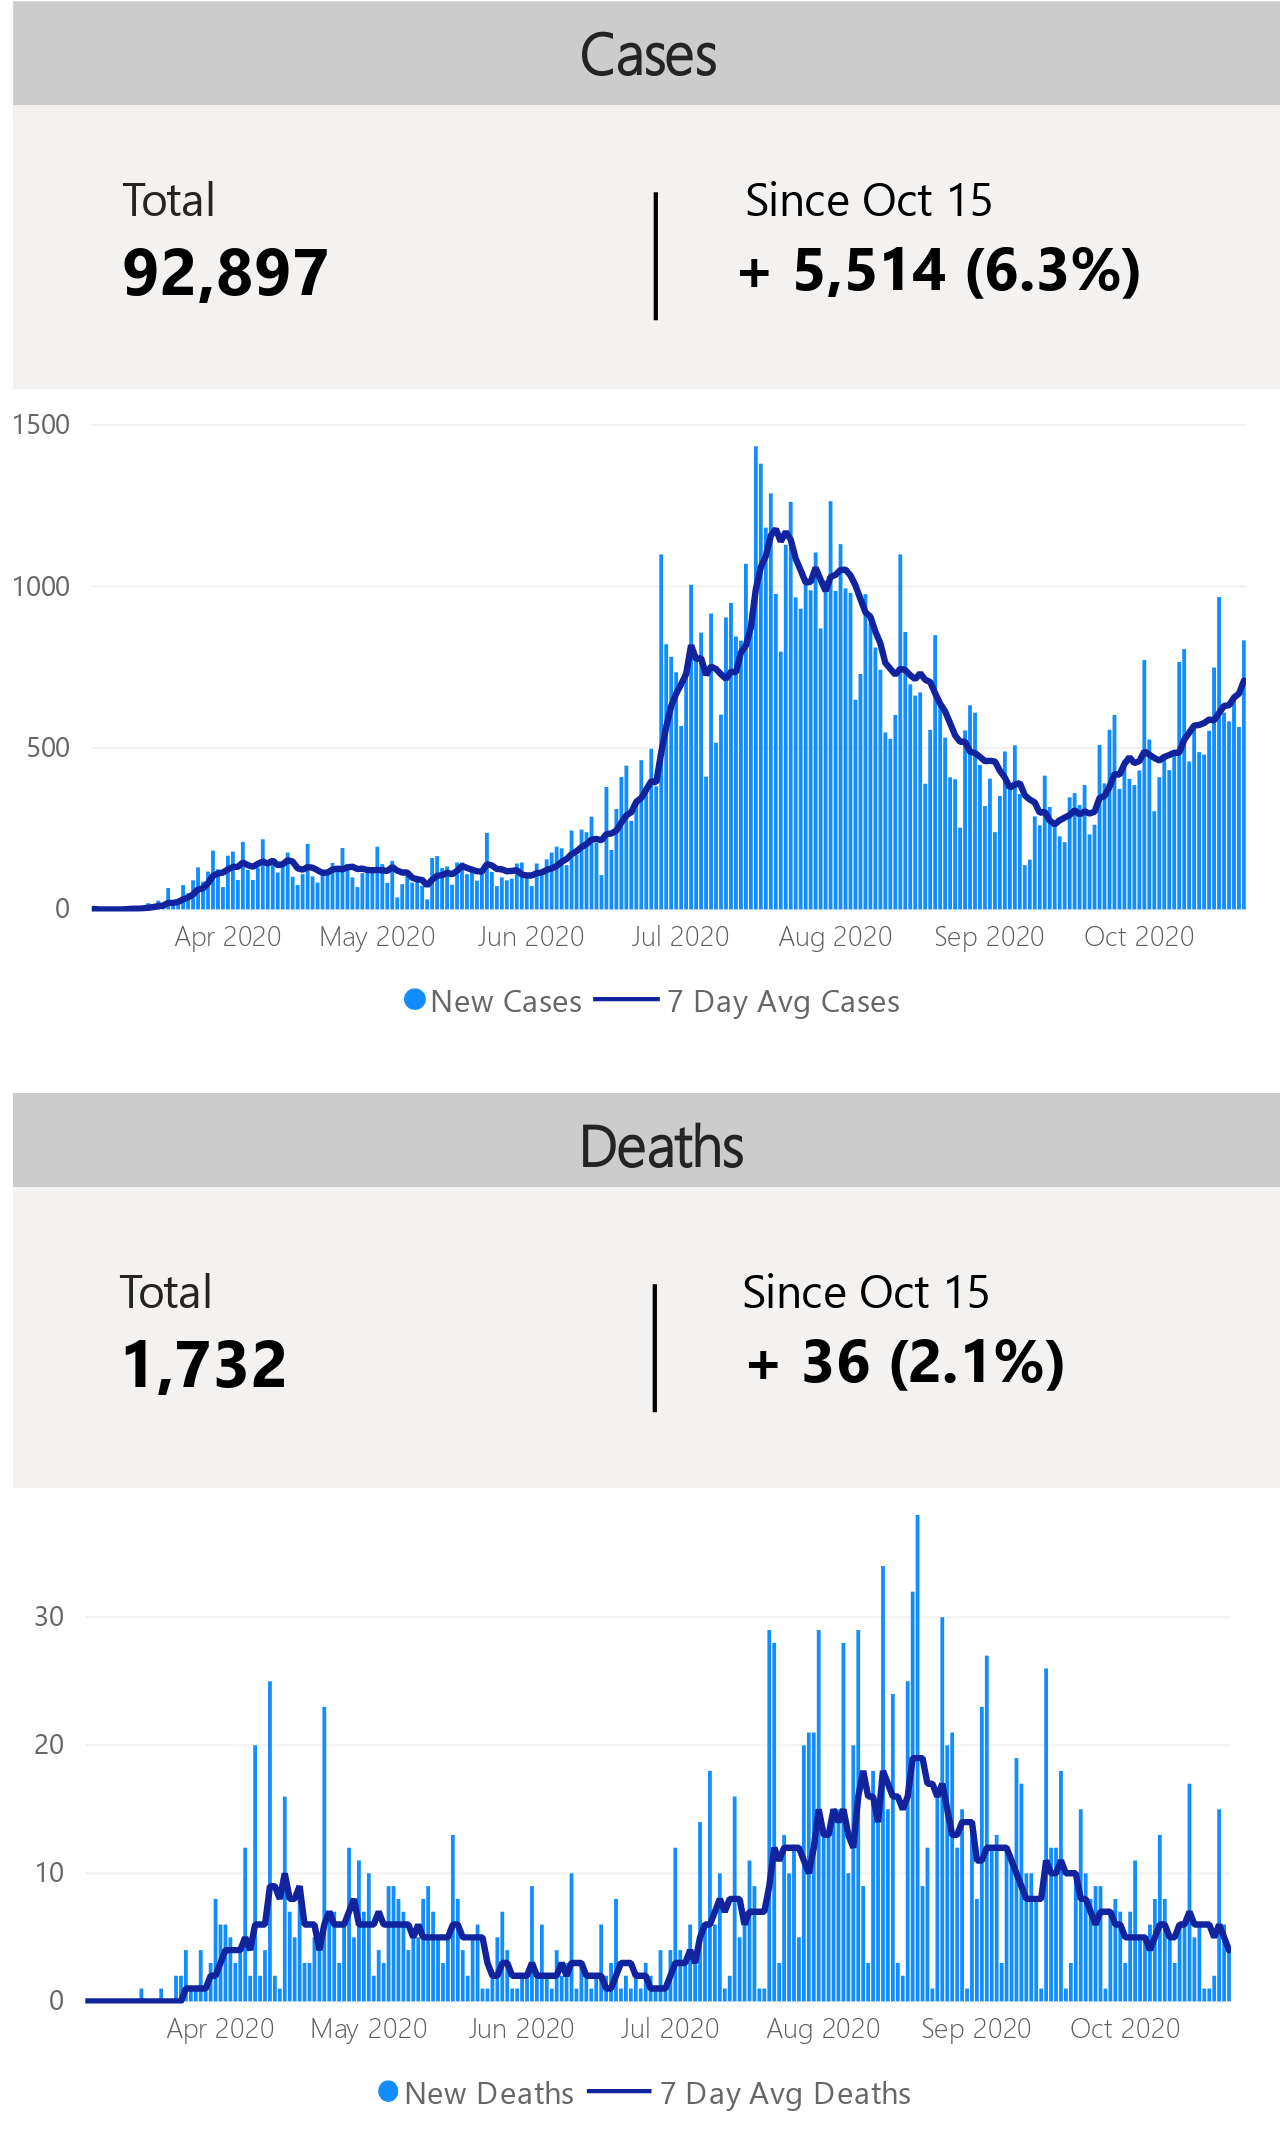 Cases
Total
Since Oct 15
92,897
+ 5,514 (6.3%)
1500
1000
500
0
Apr 2020 May 2020 Jun 2020 Jul 2020 Aug 2020 Sep 2020 Oct 2020
New Cases 7 Day Avg Cases
Deaths
Total
Since Oct 15
1,732
+ 36 (2.1%)
30
20
10
0
Apr 2020 May 2020 Jun 2020 Jul 2020 Aug 2020 Sep 2020 Oct 2020
New Deaths 7 Day Avg Deaths